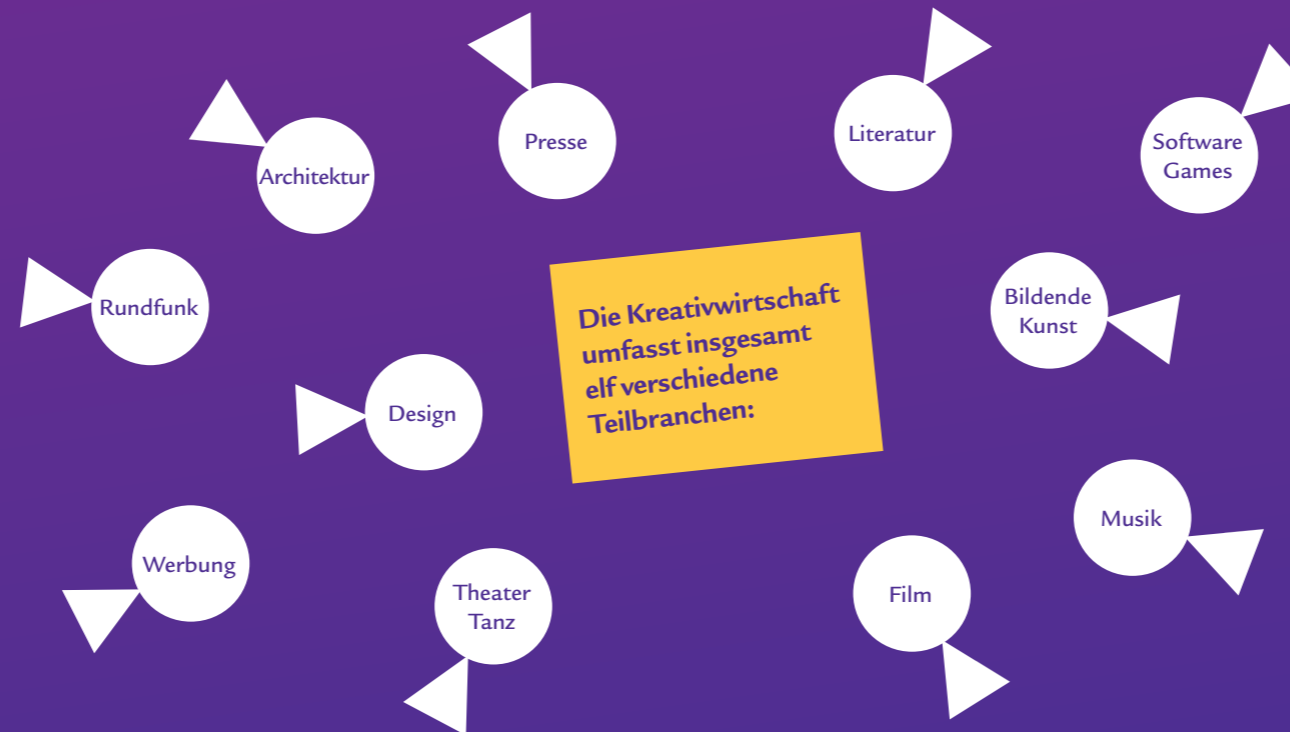 Presse
Literatur
Software
Games
Architektur
Rundfunk
Die Kreativwirtschaft
umfasst insgesamt
elf verschiedene
Teilbranchen:
Bildende
Kunst
Design
Musik
Werbung
Theater
Tanz
Film